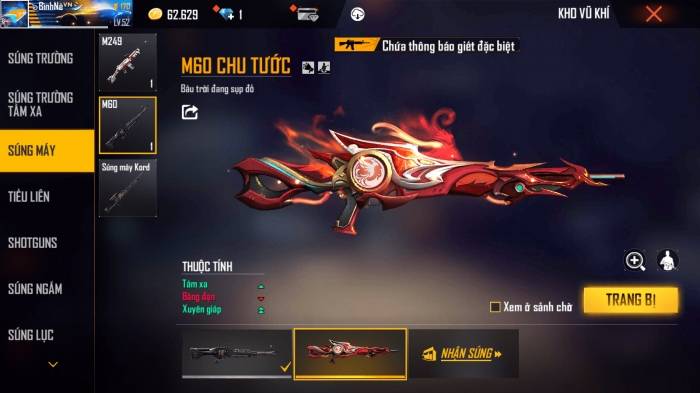 BinhNa VN
170
LV.52
62.629
1
KHO VŨ KHÍ
SÚNG TRƯỜNG
SÚNG TRƯỜNG
TẦM XA
SÚNG MÁY
TIỂU LIÊN
SHOTGUNS
SÚNG NGẮM
SÚNG LỤC
M249
1
M60
1
Súng máy Kord
Chứa thông báo giết đặc biệt
M60 CHU TƯỚC
Bầu trời đang sụp đổ
THUỘC TÍNH
Tầm xa
Băng đạn
Xuyên giáp
Xem ở sảnh chờ
TRANG BỊ
NHẬN SÚNG